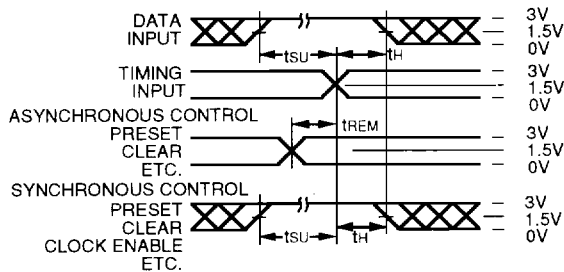 DATA 3V
INPUT 1.5V
0V
tSU tH
TIMING 3V
INPUT 1.5V
0V
ASYNCHRONOUS CONTROL
tREM
PRESET 3V
CLEAR 1.5V
ETC. 0V
SYNCHRONOUS CONTROL
PRESET 3V
CLEAR 1.5V
CLOCK ENABLE tSU tH 0V
ETC.